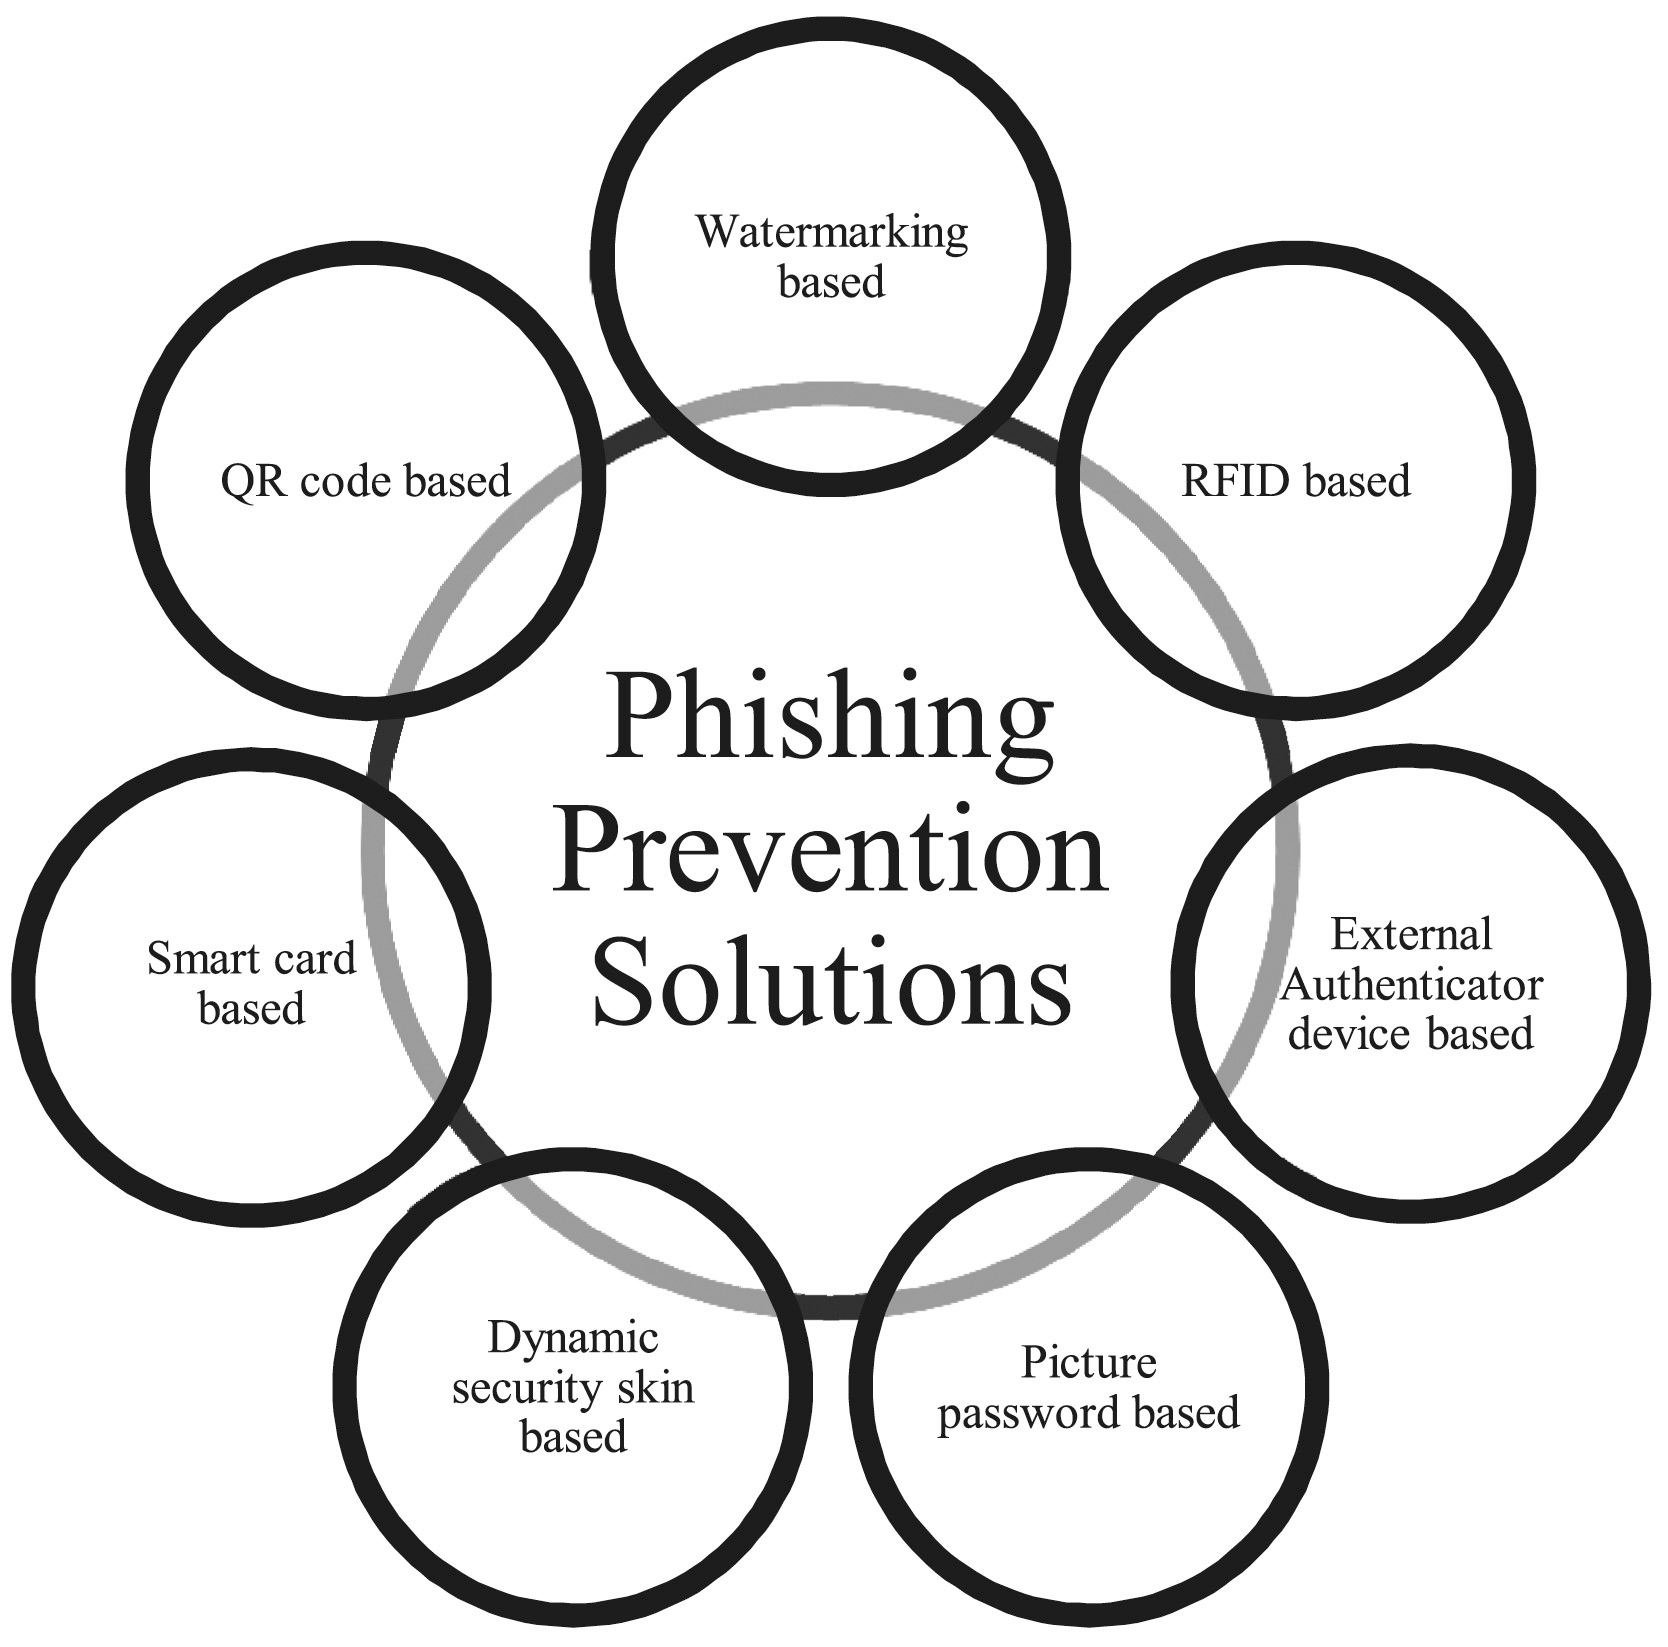 Watermarking
based
QR code based
RFID based
Phishing
Prevention
Solutions
Smart card
based
External
Authenticator
device based
Dynamic
security skin
based
Picture
password based